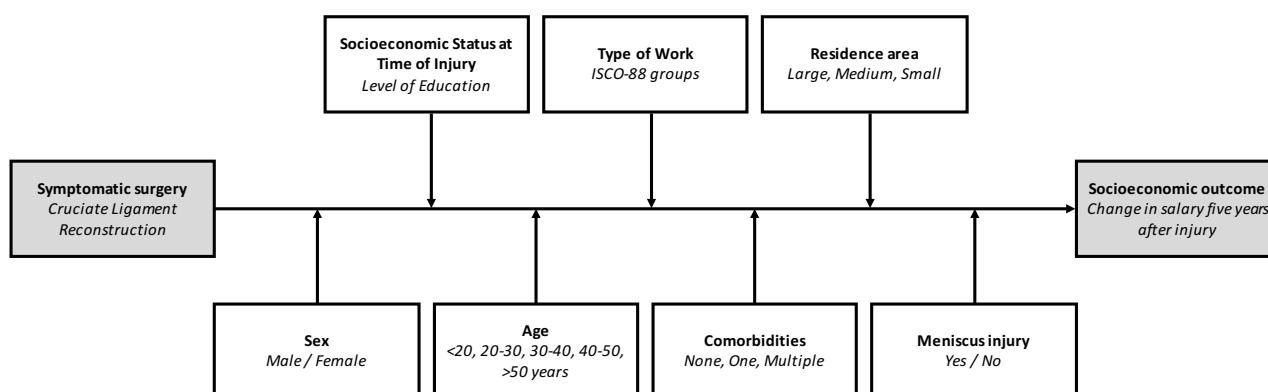 Socioeconomic Status at
Time of Injury
Level of Education
Type of Work
ISCO-88 groups
Residence area
Large, Medium, Small
Symptomatic surgery
Cruciate Ligament
Reconstruction
Socioeconomic outcome
Change in salary five years
after injury
Sex
Male / Female
Age
<20, 20-30, 30-40, 40-50,
>50 years
Comorbidities
None, One, Multiple
Meniscus injury
Yes / No